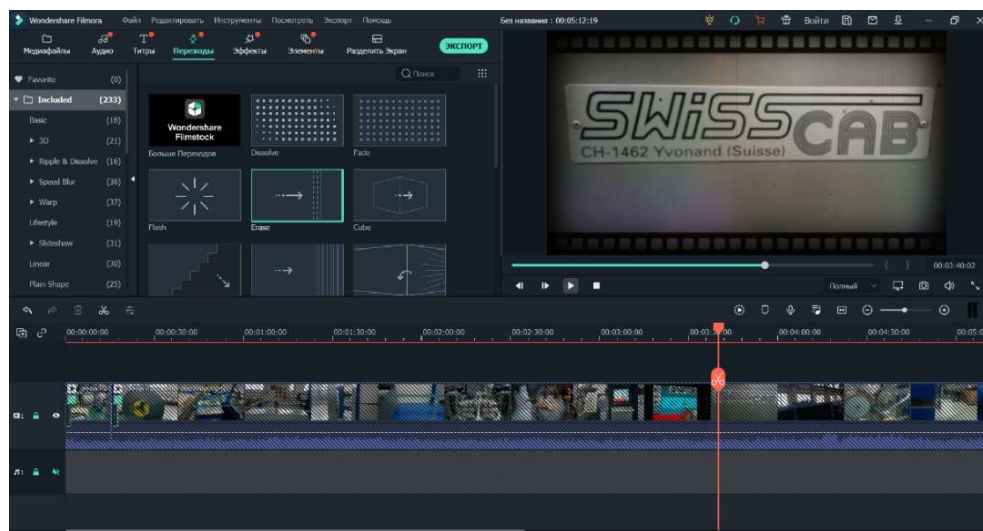 Wondershare Filmora Файл Редактировать Инструменты Посмотреть Экспорт Помощь Без названия : 00:05:12:19 Войти
Медиафайлы Аудио Титры Переходы Эффекты Элементы Разделить Экран ЭКСПОРТ
Favorite (0)
Included (233)
Basic (18)
3D (21)
Ripple & Dissolve (16)
Speed Blur (36)
Warp (37)
Lifestyle (19)
Slideshow (31)
Linear (30)
Plain Shape (25)
Поиск
Wondershare
Filmstock
Больше Переходов Dissolve Fade
Flash Erase Cube
SWISSCAB
CH-1462 Yvonand (Suisse)
00:03:40:02
Полный
00:00:00:00 00:00:30:00 00:01:00:00 00:01:30:00 00:02:00:00 00:02:30:00 00:03:00:00 00:04:00:00 00:04:30:00